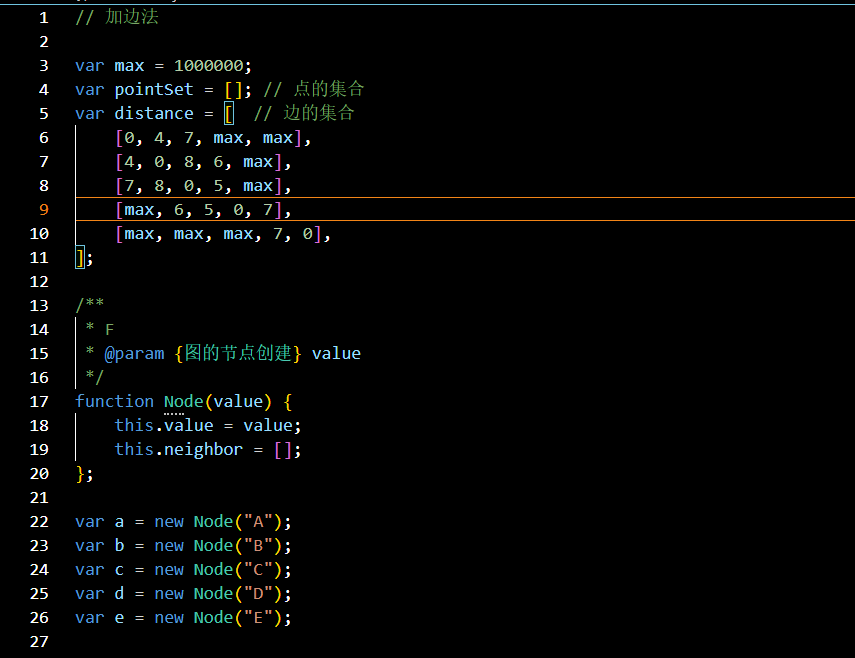 1 // 加边法
2
3 var max = 1000000;
4 var pointSet = []; // 点的集合
5 var distance = [  // 边的集合
6     [0, 4, 7, max, max],
7     [4, 0, 8, 6, max],
8     [7, 8, 0, 5, max],
9     [max, 6, 5, 0, 7],
10     [max, max, max, 7, 0],
11 ];
12
13 /**
14  * F
15  * @param {图的节点创建} value
16  */
17 function Node(value) {
18     this.value = value;
19     this.neighbor = [];
20 };
21
22 var a = new Node("A");
23 var b = new Node("B");
24 var c = new Node("C");
25 var d = new Node("D");
26 var e = new Node("E");
27